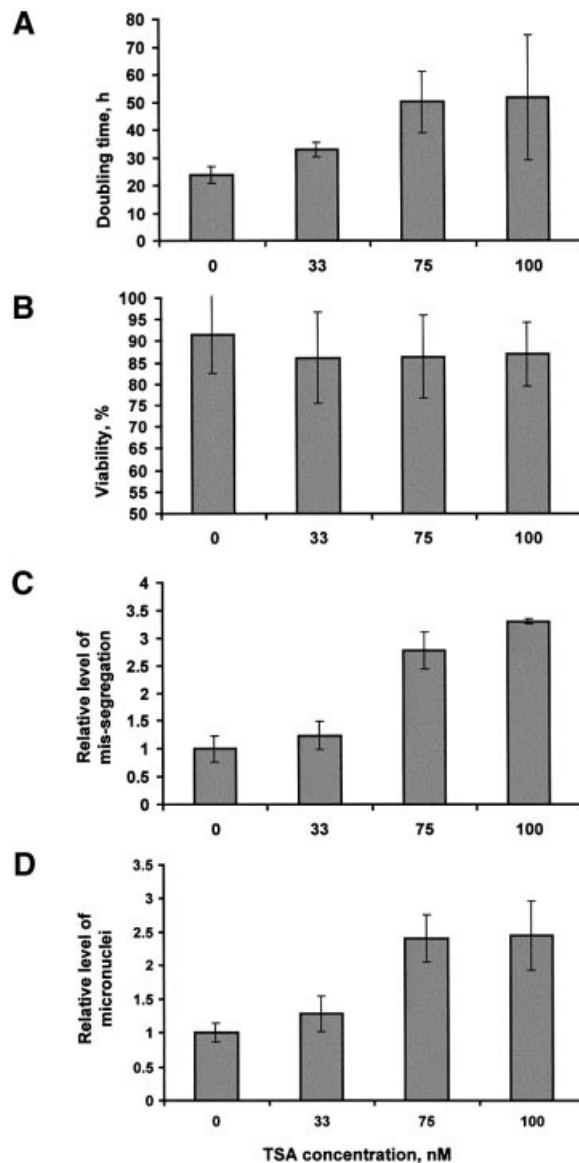 A
Doubling time, h
80
70
60
50
40
30
20
10
0
0 33 75 100
B
Viability, %
100
95
90
85
80
75
70
65
60
55
50
0 33 75 100
C
Relative level of
mis-segregation
4
3.5
3
2.5
2
1.5
1
0.5
0
0 33 75 100
D
Relative level of
micronuclei
3.5
3
2.5
2
1.5
1
0.5
0
0 33 75 100
TSA concentration, nM